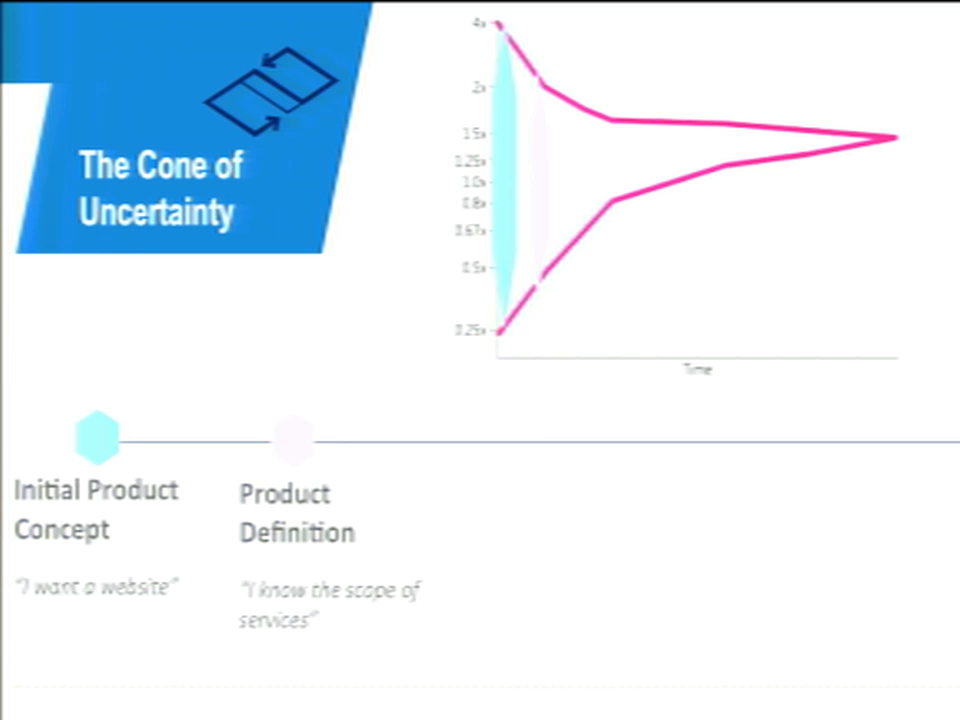 The Cone of
Uncertainty
4x
2x
1.5x
1.25x
1.0x
0.8x
0.67x
0.5x
0.25x
Time
Initial Product
Concept
"I want a website"
Product
Definition
"I know the scope of
services"